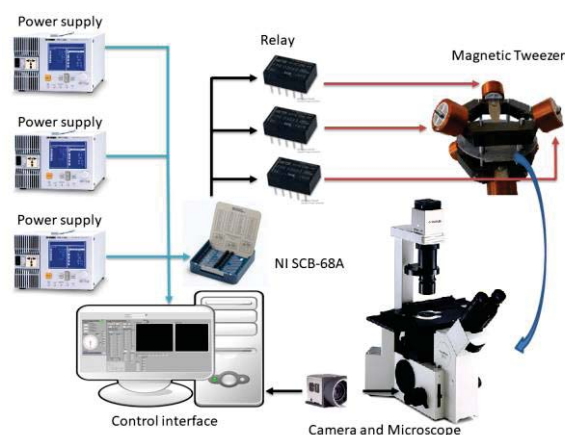 Power supply
Relay
Magnetic Tweezer
Power supply
Power supply
NI SCB-68A
Control interface
Camera and Microscope